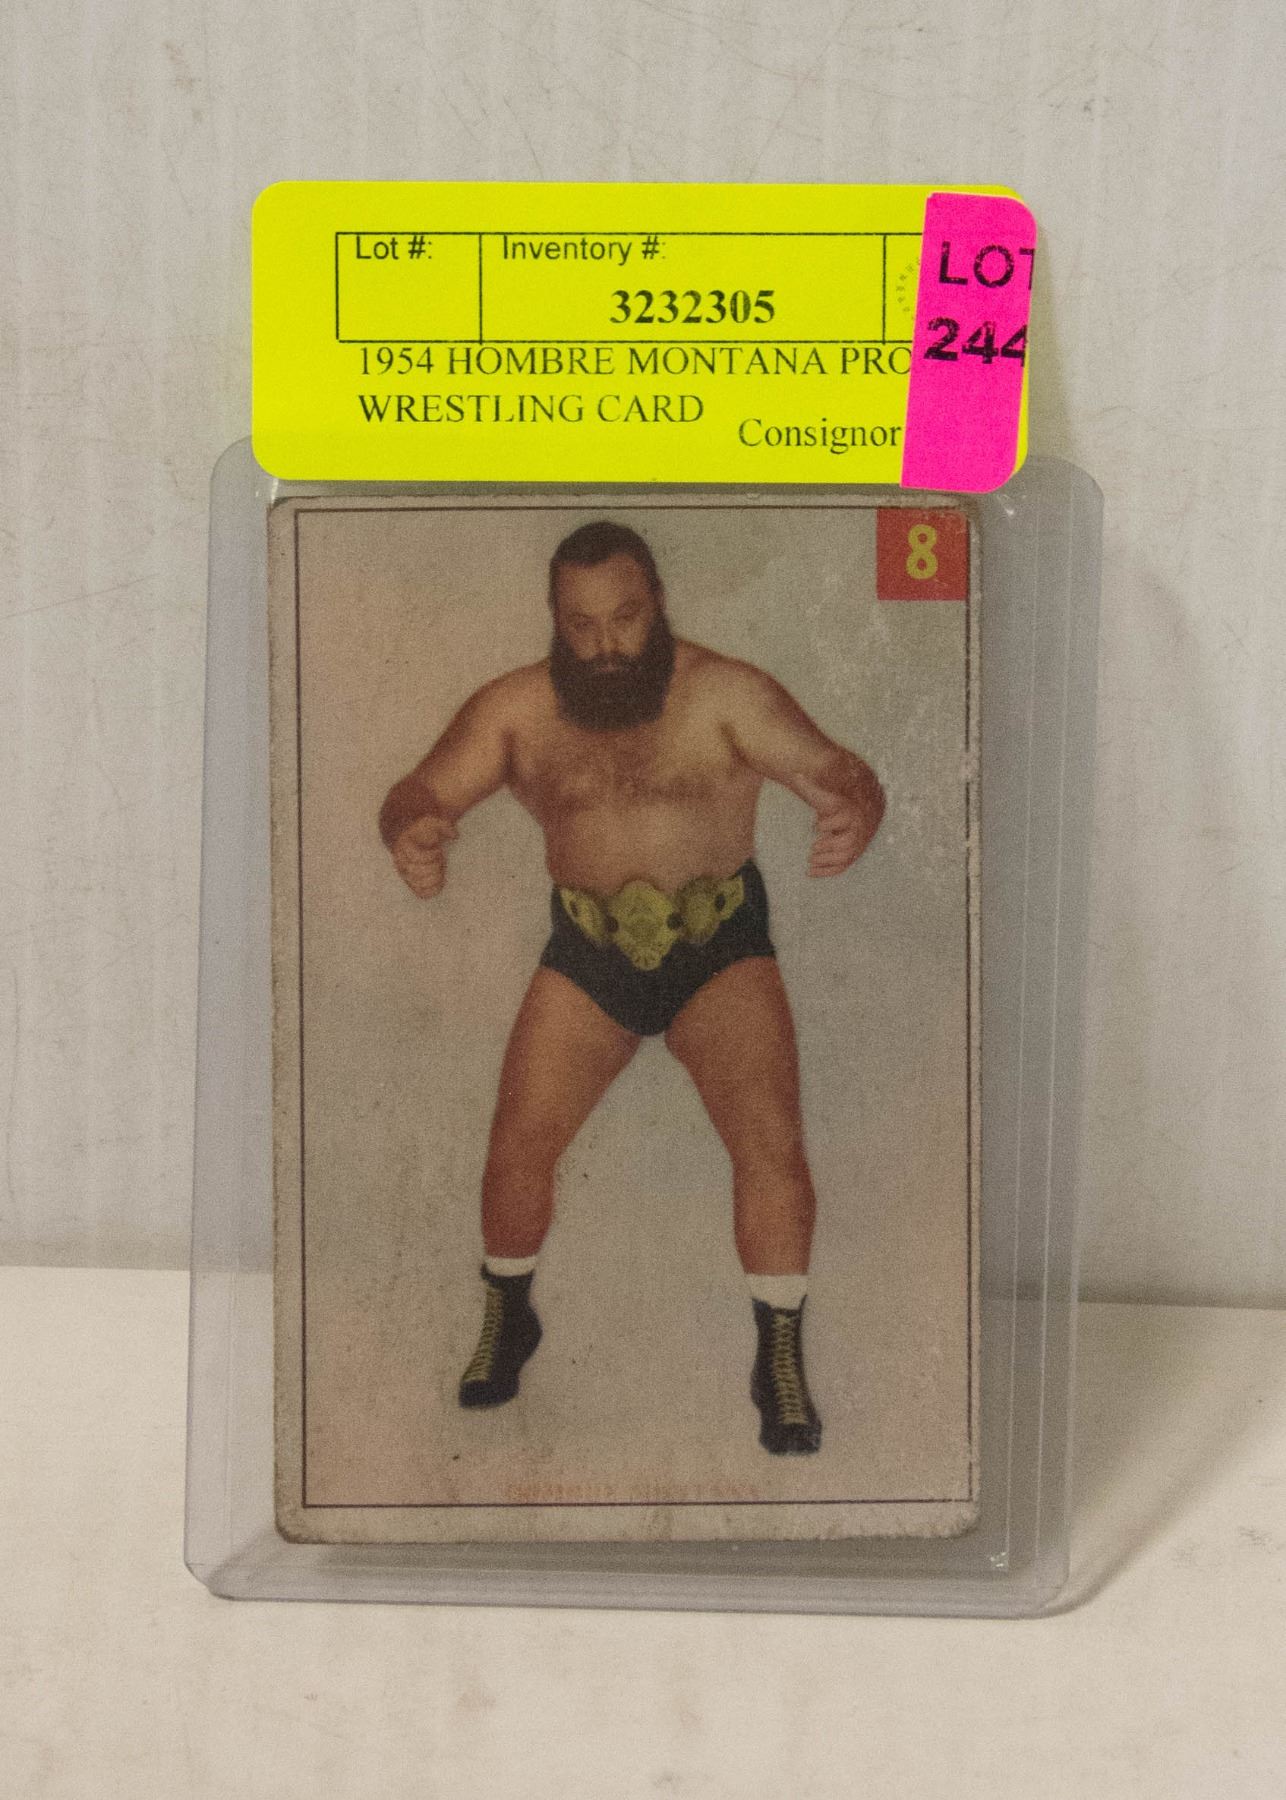 Lot #: Inventory #:
3232305
LOT
244
1954 HOMBRE MONTANA PRO
WRESTLING CARD
Consignor
8